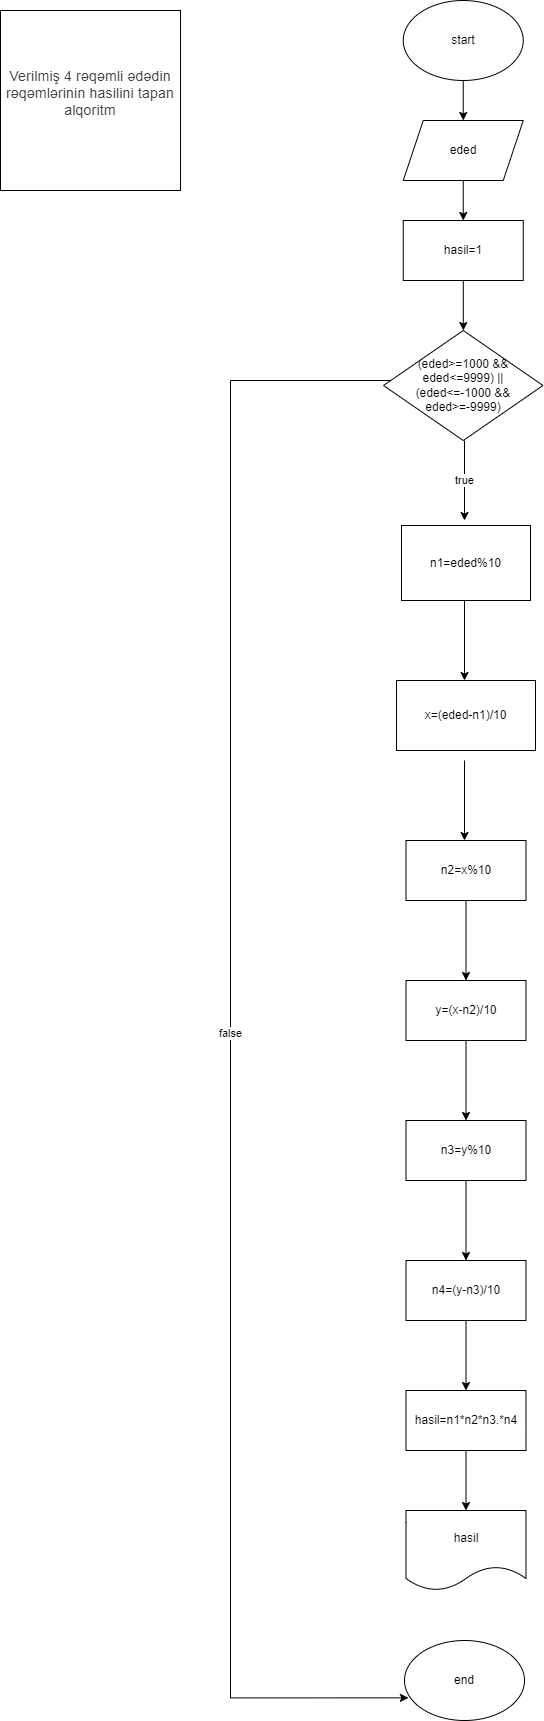 Verilmiş 4 rəqəmli ədədin
rəqəmlərinin hasilini tapan
alqoritm
start
eded
hasil=1
(eded>=1000 &&
eded<=9999) ||
(eded<=-1000 &&
eded>=-9999)
true
n1=eded%10
x=(eded-n1)/10
n2=x%10
y=(x-n2)/10
false
n3=y%10
n4=(y-n3)/10
hasil=n1*n2*n3.*n4
hasil
end